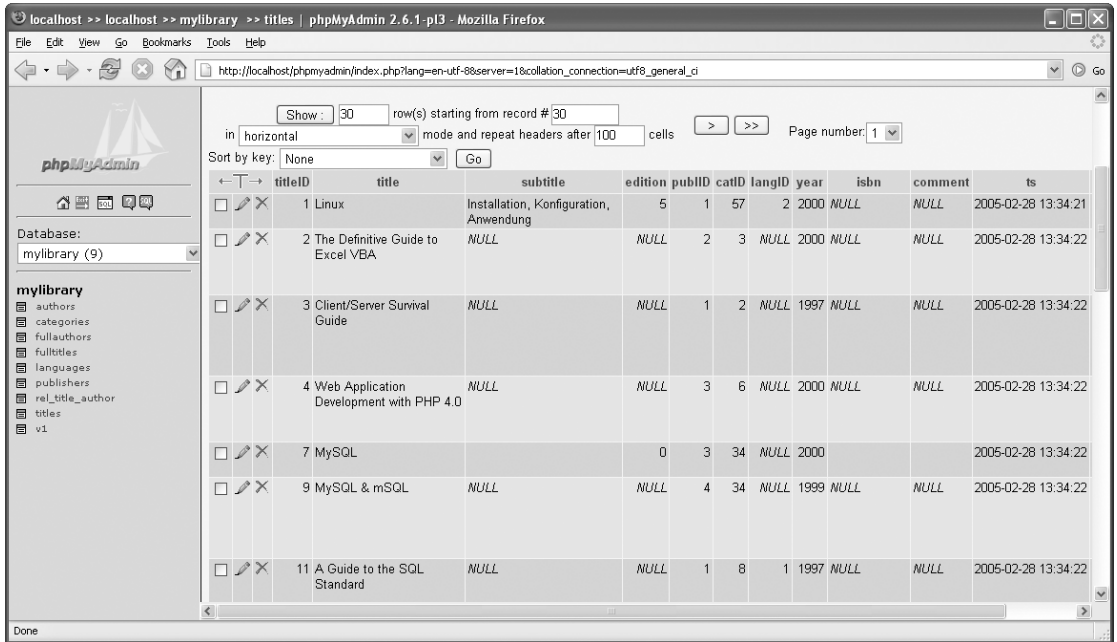 localhost >> localhost >> mylibrary >> titles | phpMyAdmin 2.6.1-pl3 - Mozilla Firefox
File Edit View Go Bookmarks Tools Help
http://localhost/phpmyadmin/index.php?lang=en-utf-8&server=1&collation_connection=utf8_general_ci Go
phpMyAdmin
SQL
Database:
mylibrary (9)
mylibrary
authors
categories
fullauthors
fulltitles
languages
publishers
rel_title_author
titles
v1
Show : 30 row(s) starting from record # 30 > >> Page number: 1
in horizontal mode and repeat headers after 100 cells
Sort by key: None Go
←T→ titleID title subtitle edition publID catID langID year isbn comment ts
1 Linux Installation, Konfiguration, 5 1 57 2 2000 NULL NULL 2005-02-28 13:34:21
Anwendung
2 The Definitive Guide to NULL NULL 2 3 NULL 2000 NULL NULL 2005-02-28 13:34:22
Excel VBA
3 Client/Server Survival NULL NULL 1 2 NULL 1997 NULL NULL 2005-02-28 13:34:22
Guide
4 Web Application NULL NULL 3 6 NULL 2000 NULL NULL 2005-02-28 13:34:22
Development with PHP 4.0
7 MySQL 0 3 34 NULL 2000 2005-02-28 13:34:22
9 MySQL & mSQL NULL NULL 4 34 NULL 1999 NULL NULL 2005-02-28 13:34:22
11 A Guide to the SQL NULL NULL 1 8 1 1997 NULL NULL 2005-02-28 13:34:22
Standard
Done